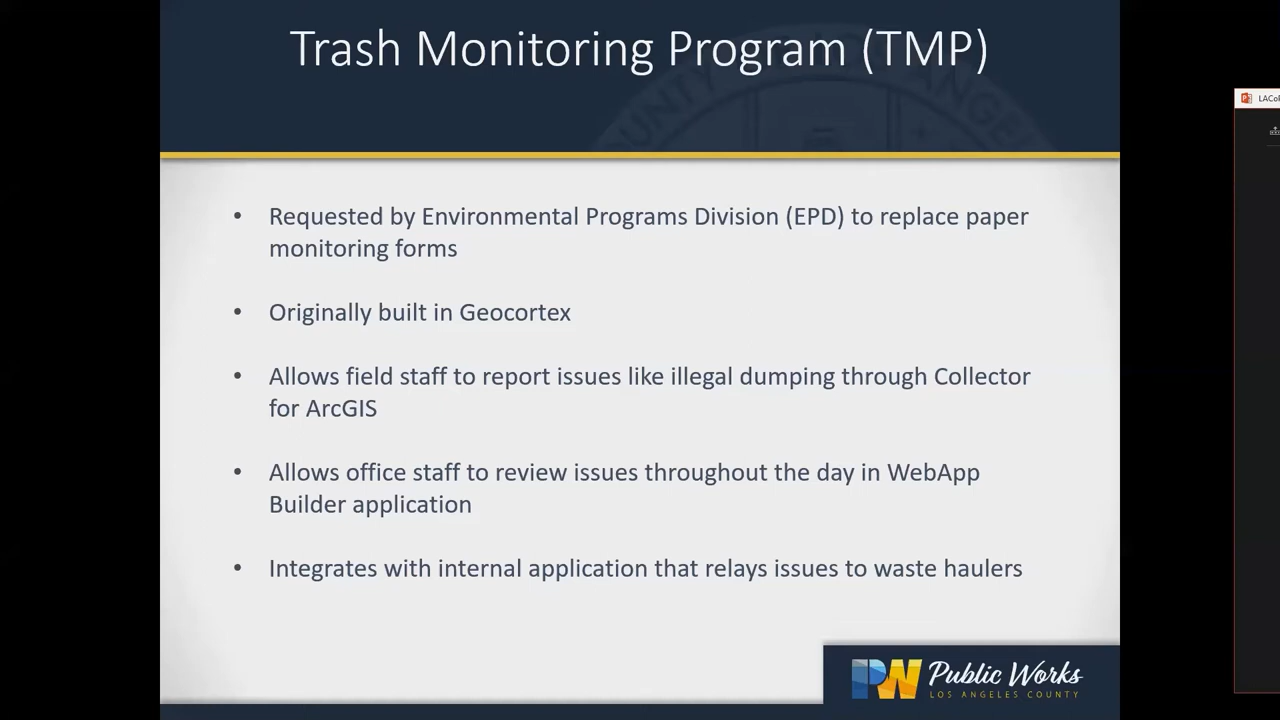 Trash Monitoring Program (TMP)
• Requested by Environmental Programs Division (EPD) to replace paper
monitoring forms
• Originally built in Geocortex
• Allows field staff to report issues like illegal dumping through Collector
for ArcGIS
• Allows office staff to review issues throughout the day in WebApp
Builder application
• Integrates with internal application that relays issues to waste haulers
PW Public Works
LOS ANGELES COUNTY